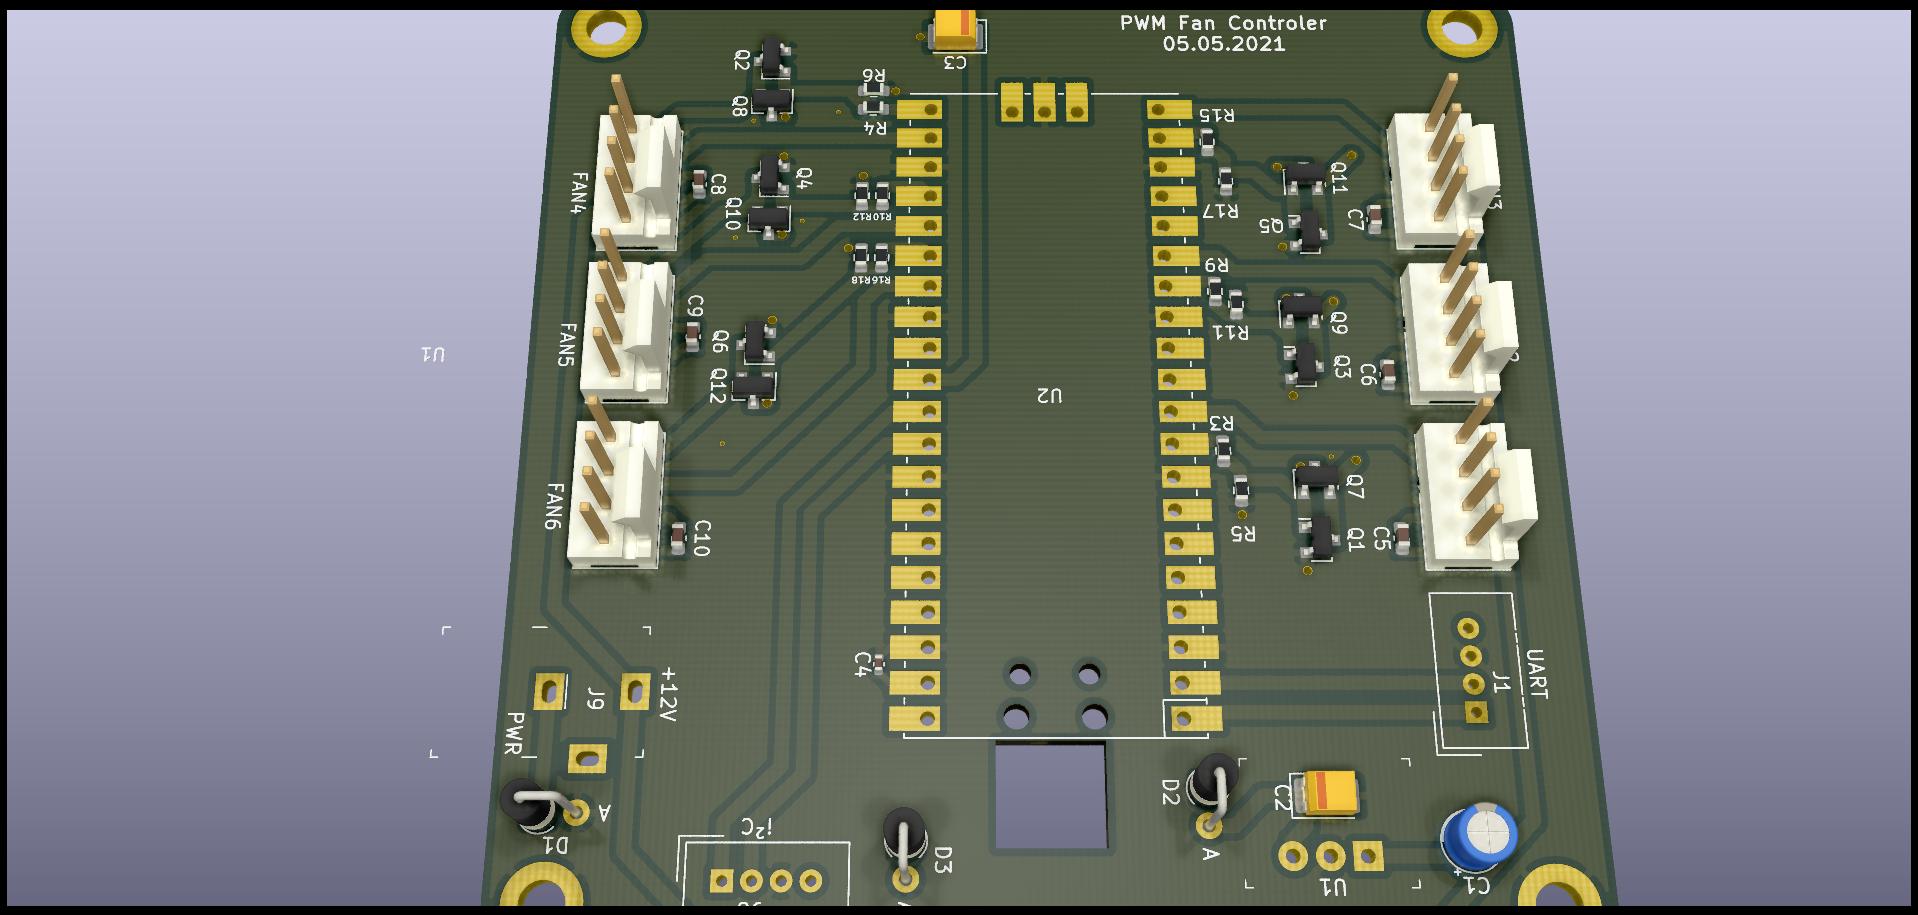 PWM Fan Controler
05.05.2021
C3
Q2
R6
Q8
R4
R15
FAN4
C8
Q4
Q10
R10R12
R17
Q11
Q5
C7
3
R16R18
R9
C9
FAN5
Q6
Q12
R11
Q9
Q3
C6
U1
U2
R3
FAN6
C10
Q7
R5
Q1
C5
C4
UART
J1
+12V
J9
PWR
D2
C2
A
D1
i²C
D3
A
U1
+
C1